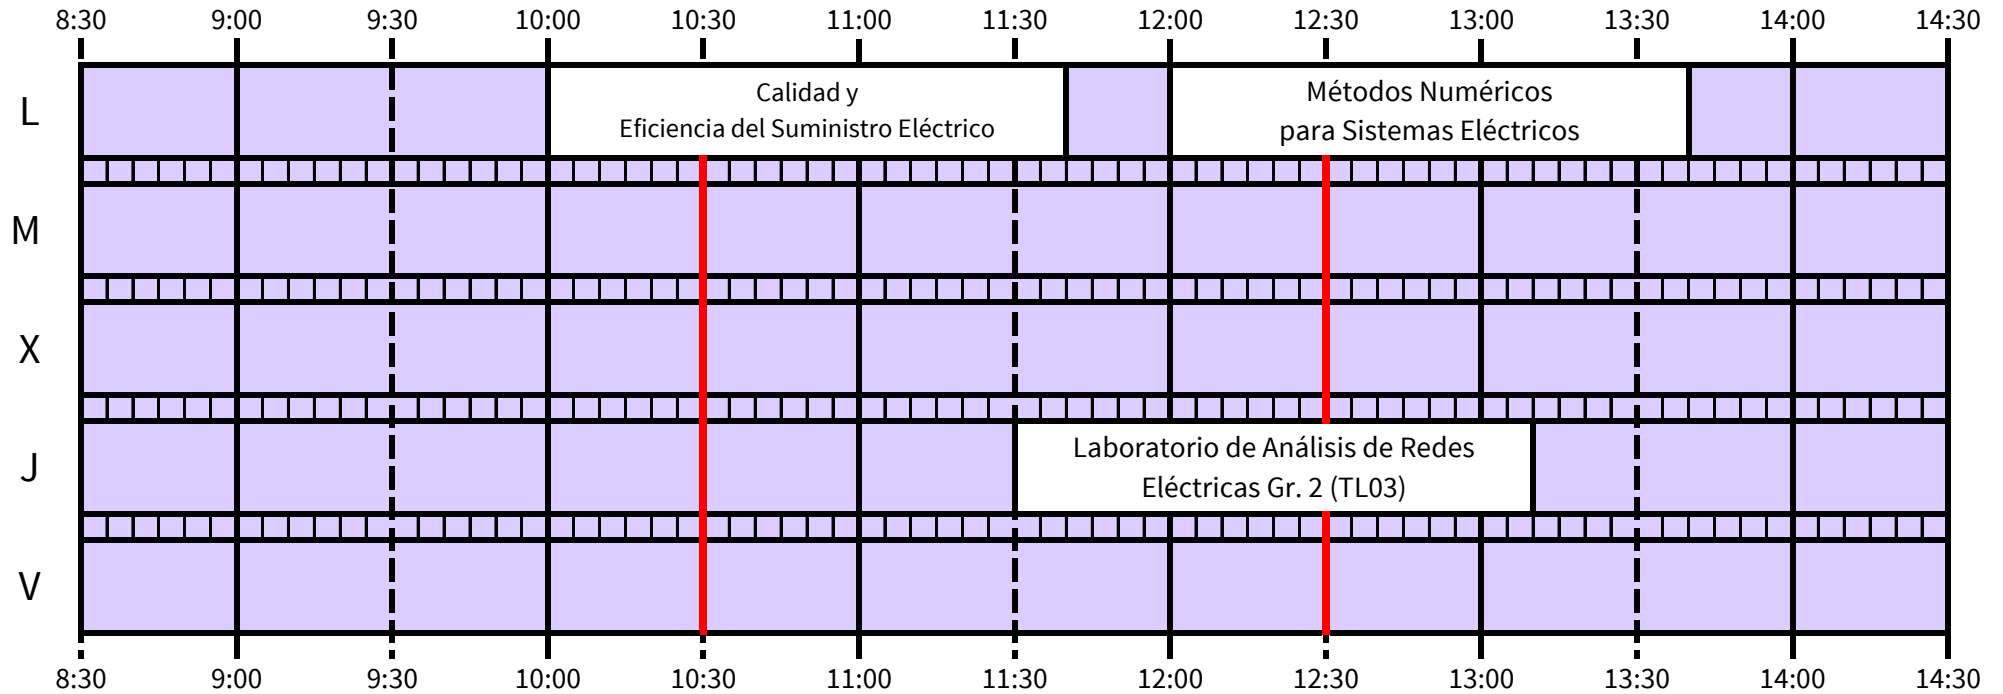 8:30 9:00 9:30 10:00 10:30 11:00 11:30 12:00 12:30 13:00 13:30 14:00 14:30
L
Calidad y
Eficiencia del Suministro Eléctrico
Métodos Numéricos
para Sistemas Eléctricos
M
X
J
Laboratorio de Análisis de Redes
Eléctricas Gr. 2 (TL03)
V
8:30 9:00 9:30 10:00 10:30 11:00 11:30 12:00 12:30 13:00 13:30 14:00 14:30